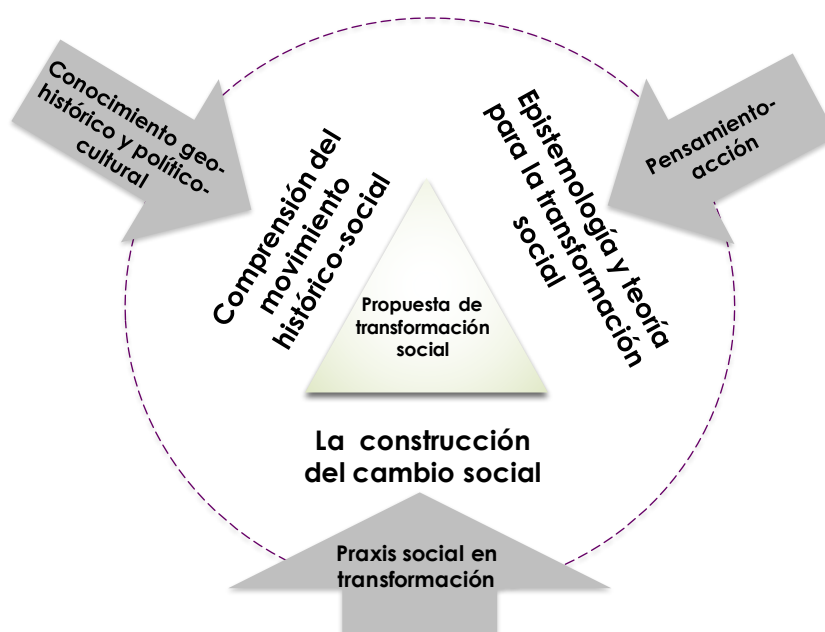 Conocimiento geo-
histórico y político-
cultural
Comprensión del
movimiento
histórico-social
Epistemología y teoría
para la transformación
social
Pensamiento-
acción
Propuesta de
transformación
social
La construcción
del cambio social
Praxis social en
transformación